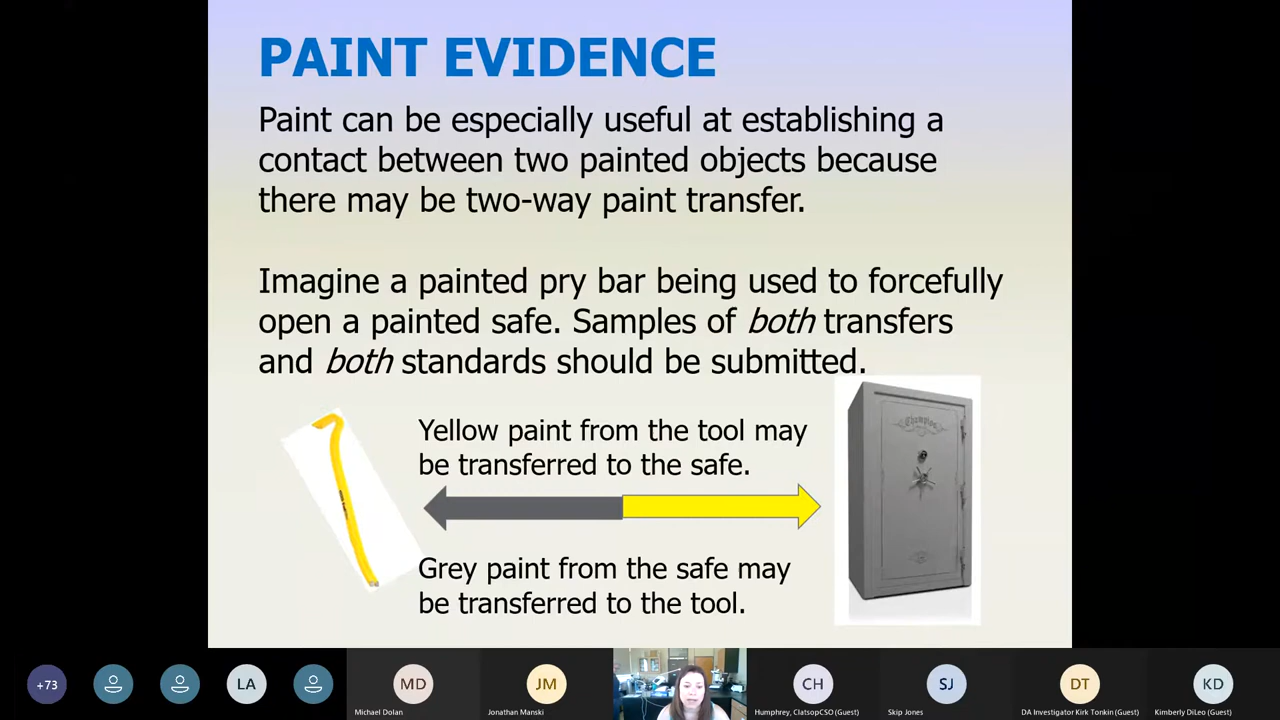 PAINT EVIDENCE
Paint can be especially useful at establishing a
contact between two painted objects because
there may be two-way paint transfer.
Imagine a painted pry bar being used to forcefully
open a painted safe. Samples of both transfers
and both standards should be submitted.
Champion
Yellow paint from the tool may
be transferred to the safe.
Grey paint from the safe may
be transferred to the tool.
+73
LA
MD
JM
CH
SJ
DT
KD
Michael Dolan
Jonathan Manski
Humphrey, ClatsopCSO (Guest)
Skip Jones
DA Investigator Kirk Tonkin (Guest)
Kimberly DiLeo (Guest)